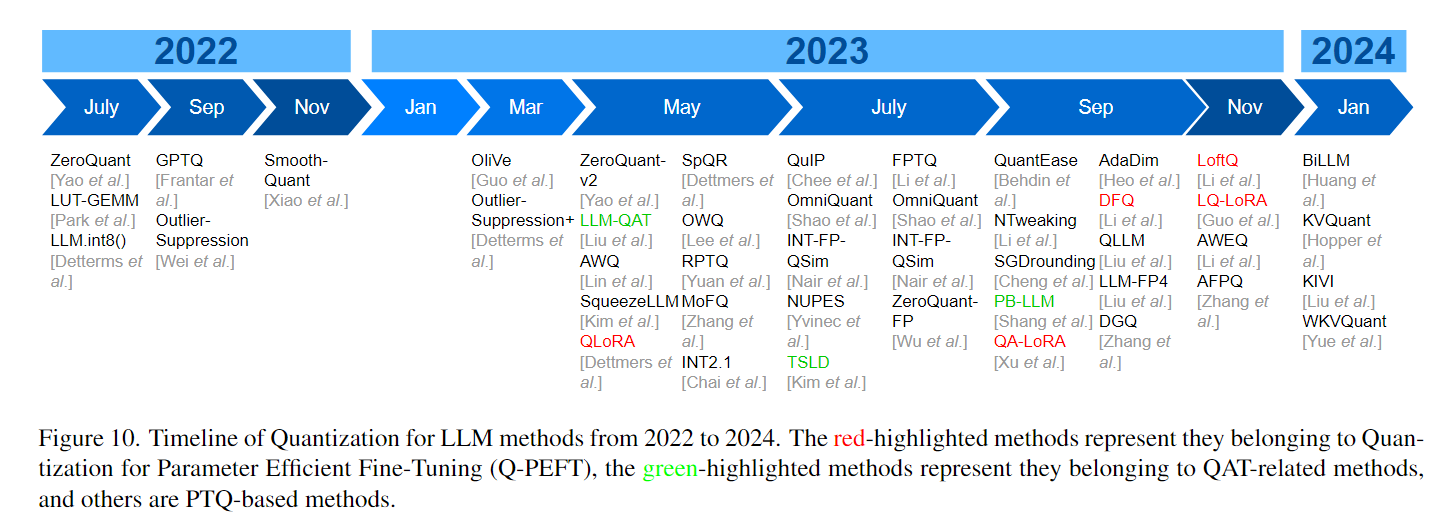 2022
2023
2024
July
Sep
Nov
Jan
Mar
May
July
Sep
Nov
Jan
ZeroQuant
[Yao et al.]
LUT-GEMM
[Park et al.]
LLM.int8()
[Detterms et
al.]
GPTQ
[Frantar et
al.]
Outlier-
Suppression
[Wei et al.]
Smooth-
Quant
[Xiao et al.]
OliVe
[Guo et al.]
Outlier-
Suppression+
[Detterms et
al.]
ZeroQuant-
v2
[Yao et al.]
LLM-QAT
[Liu et al.]
AWQ
[Lin et al.]
SqueezeLLM
[Kim et al.]
QLoRA
[Dettmers et
al.]
SpQR
[Dettmers et
al.]
OWQ
[Lee et al.]
RPTQ
[Yuan et al.]
MoFQ
[Zhang et
al.]
INT2.1
[Chai et al.]
QuIP
[Chee et al.]
OmniQuant
[Shao et al.]
INT-FP-
QSim
[Nair et al.]
NUPES
[Yvinec et
al.]
TSLD
[Kim et al.]
FPTQ
[Li et al.]
OmniQuant
[Shao et al.]
INT-FP-
QSim
[Nair et al.]
ZeroQuant-
FP
[Wu et al.]
QuantEase
[Behdin et
al.]
NTweaking
[Li et al.]
SGDrounding
[Cheng et al.]
PB-LLM
[Shang et al.]
QA-LoRA
[Xu et al.]
AdaDim
[Heo et al.]
DFQ
[Li et al.]
QLLM
[Liu et al.]
LLM-FP4
[Liu et al.]
DGQ
[Zhang et
al.]
LoftQ
[Li et al.]
LQ-LoRA
[Guo et al.]
AWEQ
[Li et al.]
AFPQ
[Zhang et
al.]
BiLLM
[Huang et
al.]
KVQuant
[Hopper et
al.]
KIVI
[Liu et al.]
WKVQuant
[Yue et al.]
Figure 10. Timeline of Quantization for LLM methods from 2022 to 2024. The red-highlighted methods represent they belonging to Quan-
tization for Parameter Efficient Fine-Tuning (Q-PEFT), the green-highlighted methods represent they belonging to QAT-related methods,
and others are PTQ-based methods.